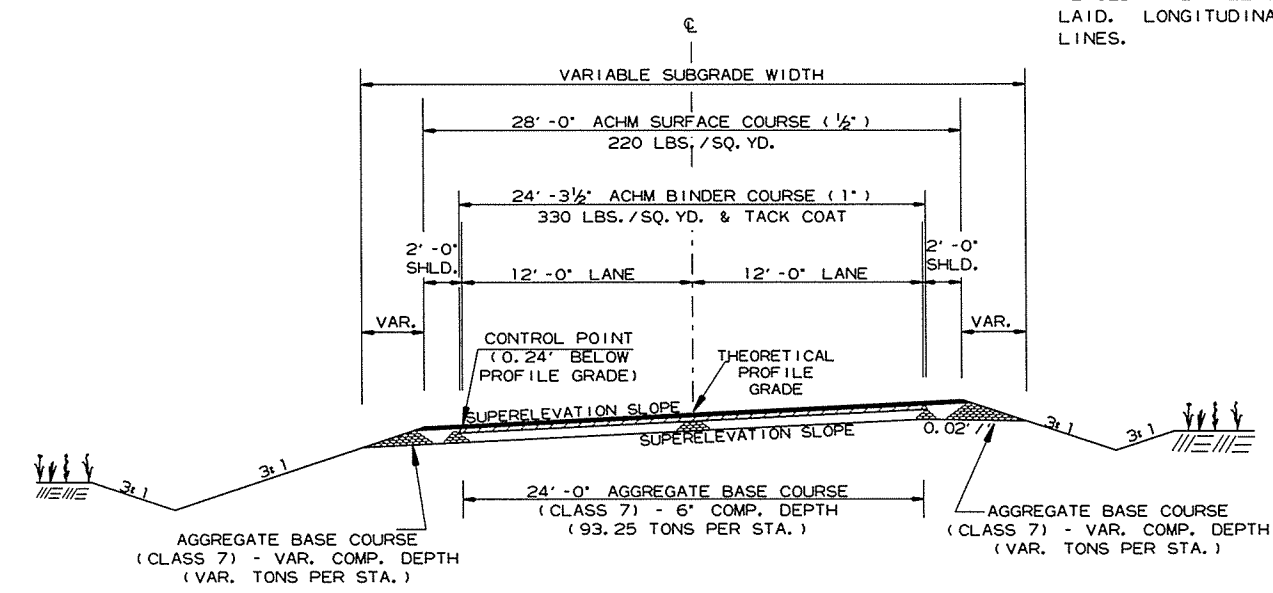 LAID. LONGITUDINA
LINES.
℄
VARIABLE SUBGRADE WIDTH
28'-0" ACHM SURFACE COURSE (½")
220 LBS./SQ.YD.
24'-3½" ACHM BINDER COURSE (1")
330 LBS./SQ.YD. & TACK COAT
2'-0"
SHLD.
12'-0" LANE
12'-0" LANE
2'-0"
SHLD.
VAR.
VAR.
CONTROL POINT
(0.24' BELOW
PROFILE GRADE)
THEORETICAL
PROFILE
GRADE
SUPERELEVATION SLOPE
SUPERELEVATION SLOPE
0.02'/'
3:1
3:1
3:1
3:1
24'-0" AGGREGATE BASE COURSE
(CLASS 7) - 6" COMP. DEPTH
(93.25 TONS PER STA.)
AGGREGATE BASE COURSE
(CLASS 7) - VAR. COMP. DEPTH
(VAR. TONS PER STA.)
AGGREGATE BASE COURSE
(CLASS 7) - VAR. COMP. DEPTH
(VAR. TONS PER STA.)